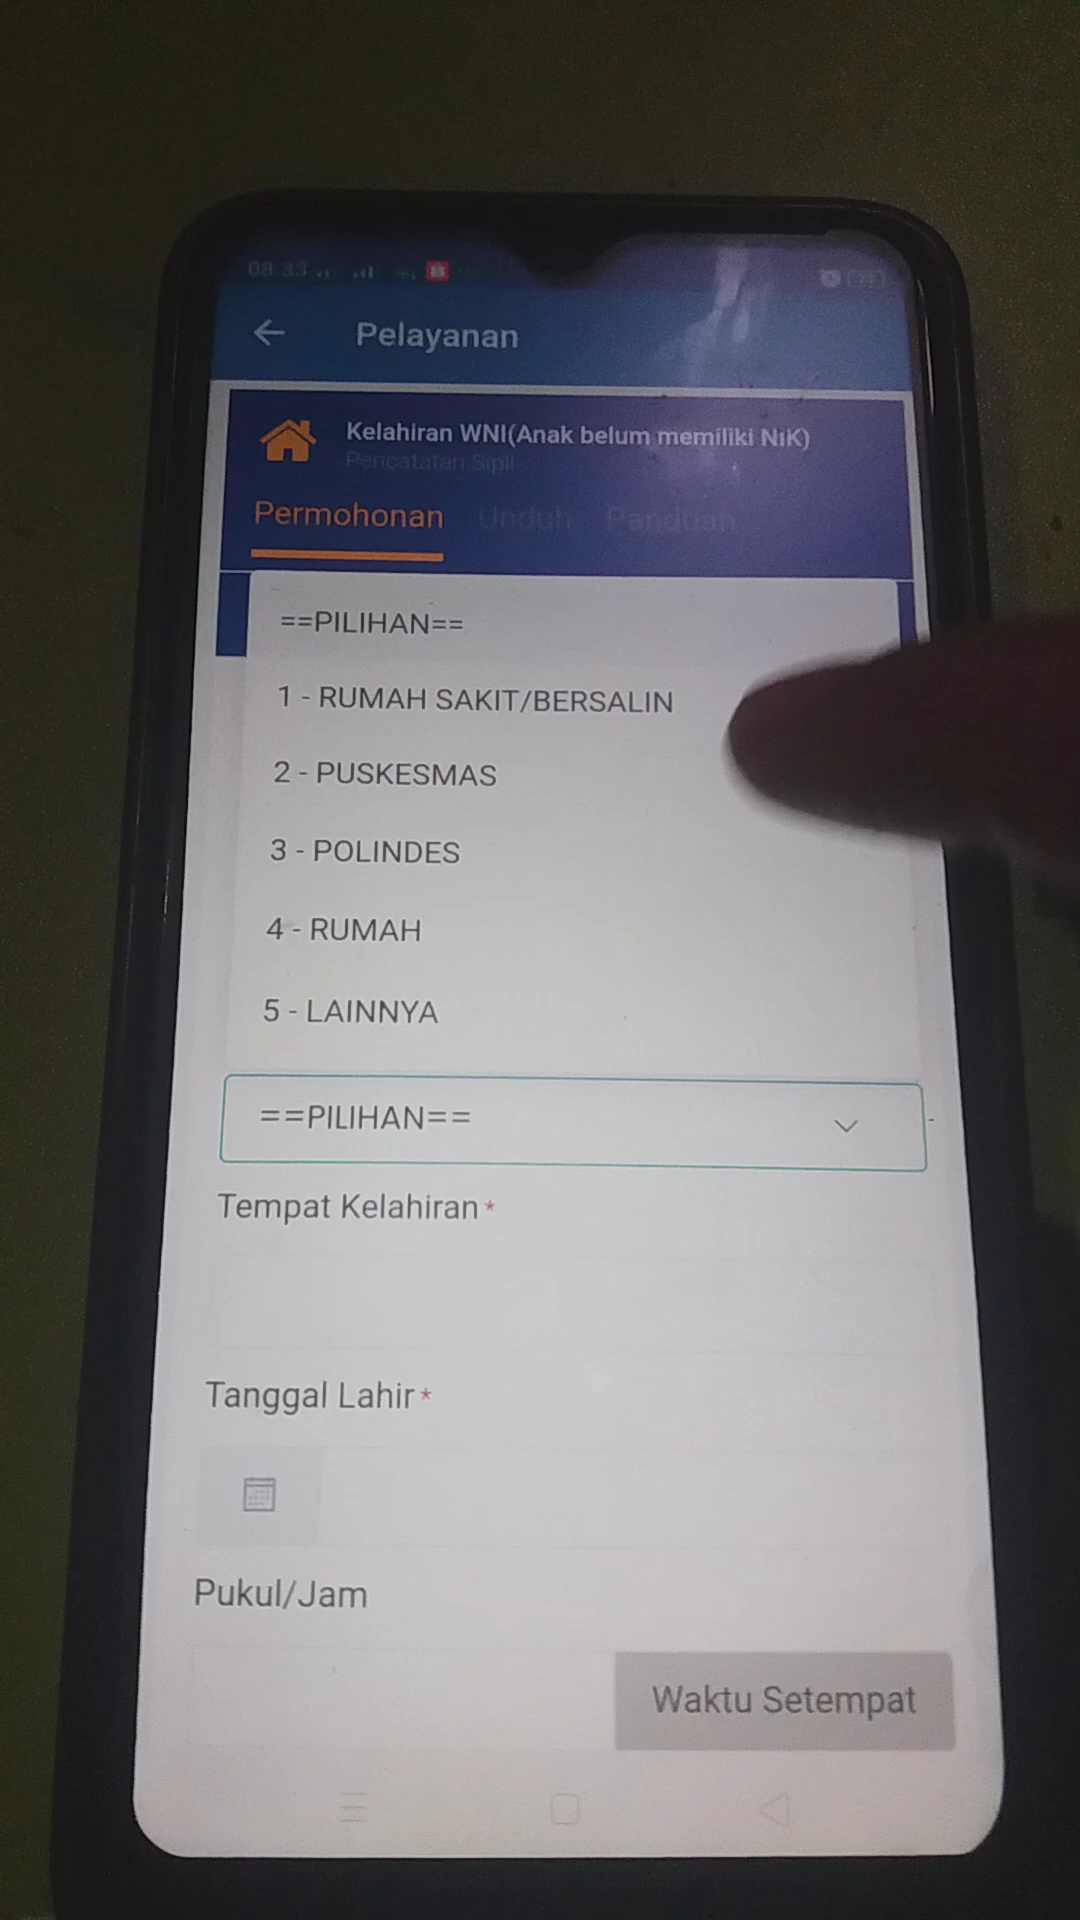 08.33
Pelayanan
Kelahiran WNI(Anak belum memiliki NIK)
Pencatatan Sipil
Permohonan Unduh Panduan
==PILIHAN==
1 - RUMAH SAKIT/BERSALIN
2 - PUSKESMAS
3 - POLINDES
4 - RUMAH
5 - LAINNYA
==PILIHAN==
Tempat Kelahiran*
Tanggal Lahir*
Pukul/Jam
Waktu Setempat